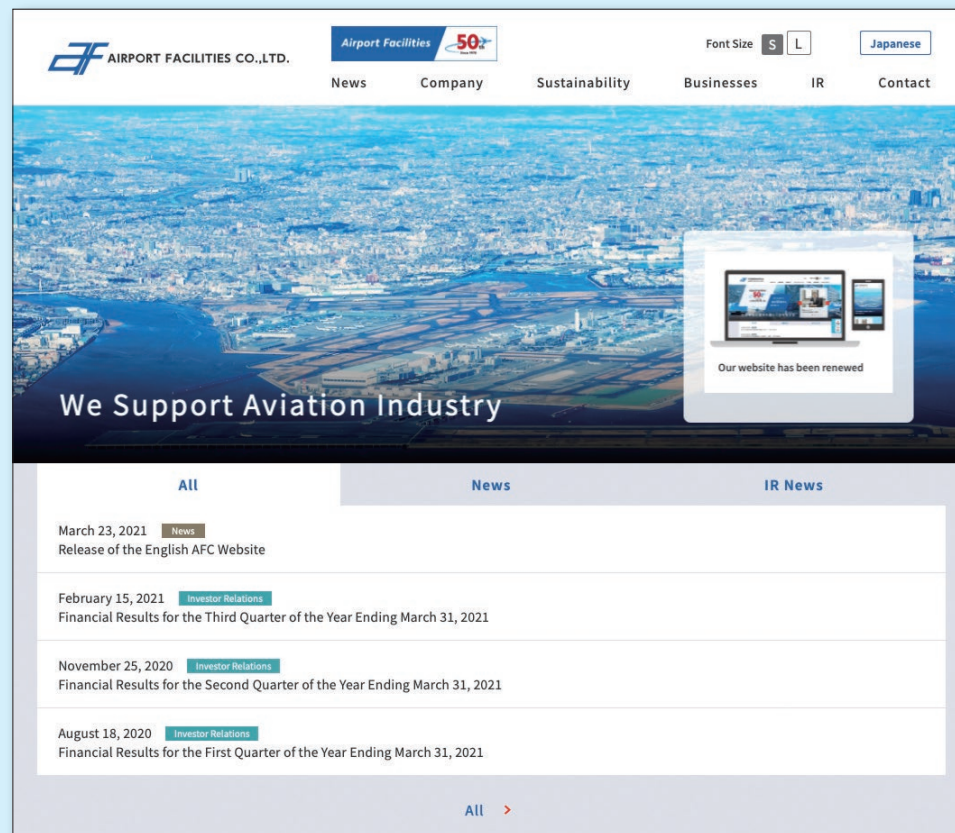 AIRPORT FACILITIES CO.,LTD.
Airport Facilities 50th
Since 1970
Font Size S L
Japanese
News Company Sustainability Businesses IR Contact
We Support Aviation Industry
Our website has been renewed
All News IR News
March 23, 2021 News
Release of the English AFC Website
February 15, 2021 Investor Relations
Financial Results for the Third Quarter of the Year Ending March 31, 2021
November 25, 2020 Investor Relations
Financial Results for the Second Quarter of the Year Ending March 31, 2021
August 18, 2020 Investor Relations
Financial Results for the First Quarter of the Year Ending March 31, 2021
All >